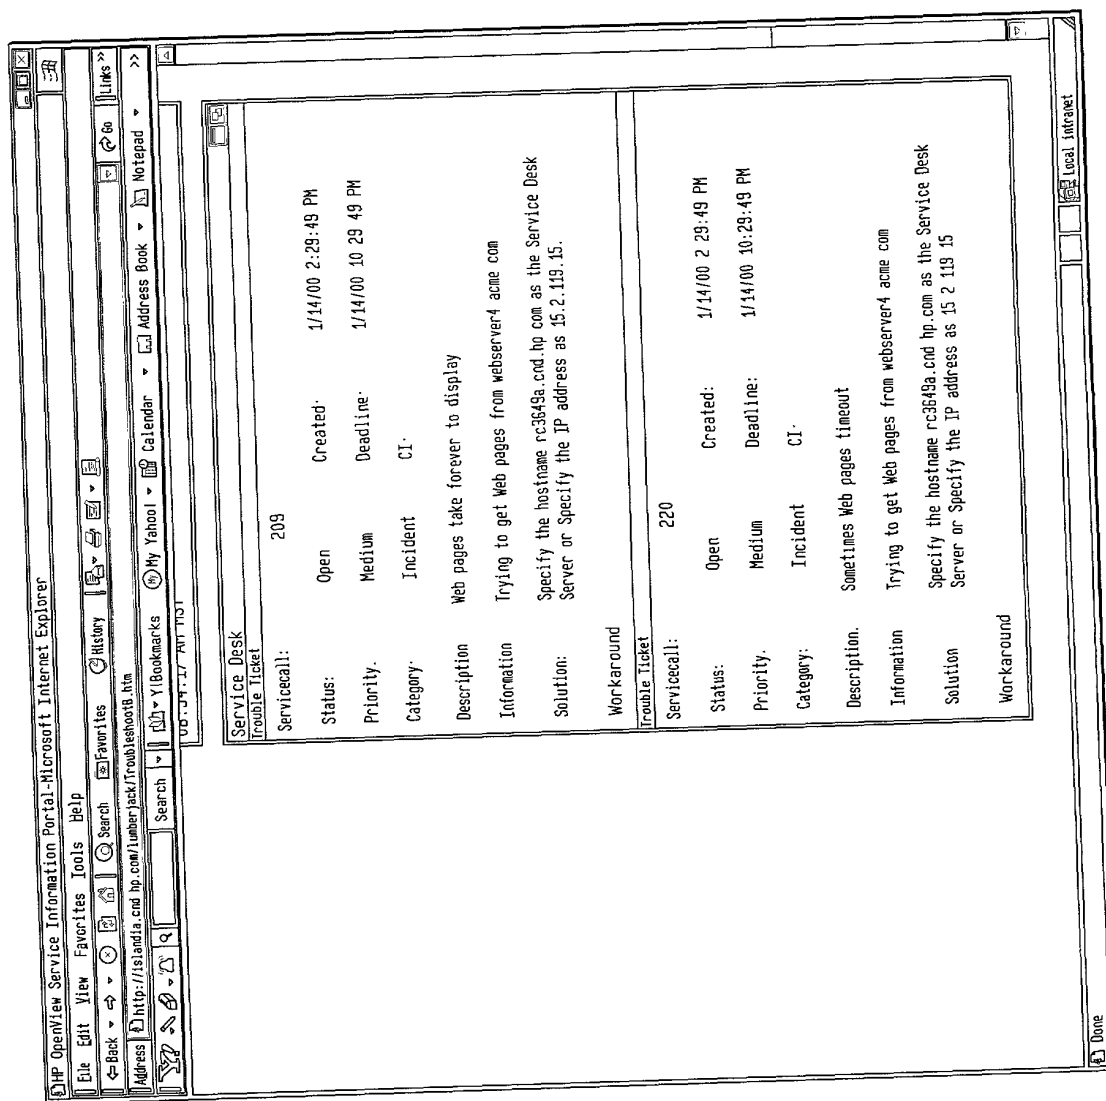 HP OpenView Service Information Portal-Microsoft Internet Explorer
File Edit View Favorites Tools Help
Back Search Favorites History
Address http://islandia.cnd hp.com/lumberjack/Troubleshoot8.htm Go Links >>
Y! Search Y!Bookmarks My Yahoo! Calendar Address Book Notepad >>
Service Desk
Trouble Ticket
Servicecall: 209
Status: Open Created· 1/14/00 2:29:49 PM
Priority. Medium Deadline· 1/14/00 10 29 49 PM
Category· Incident CI·
Description Web pages take forever to display
Information Trying to get Web pages from webserver4 acme com
Solution: Specify the hostname rc3649a.cnd.hp com as the Service Desk
Server or Specify the IP address as 15.2.119.15.
Workaround
Trouble Ticket
Servicecall: 220
Status: Open Created: 1/14/00 2 29:49 PM
Priority. Medium Deadline: 1/14/00 10:29:49 PM
Category: Incident CI·
Description. Sometimes Web pages timeout
Information Trying to get Web pages from webserver4 acme com
Solution Specify the hostname rc3649a.cnd hp.com as the Service Desk
Server or Specify the IP address as 15 2 119 15
Workaround
Done Local intranet